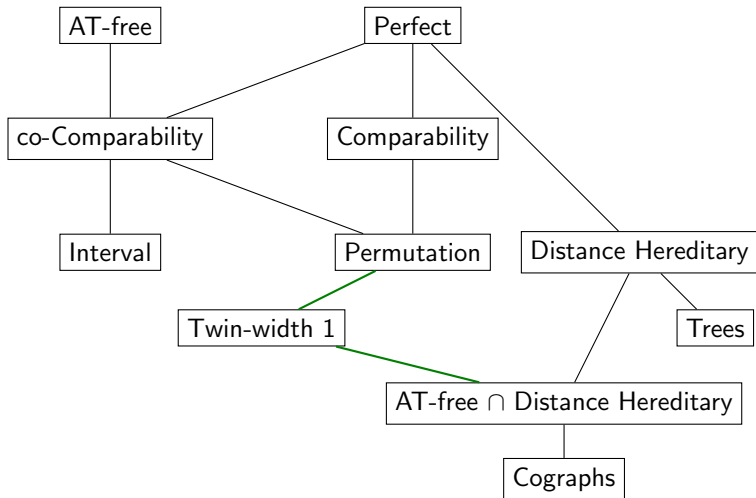 AT-free
Perfect
co-Comparability
Comparability
Interval
Permutation
Distance Hereditary
Twin-width 1
Trees
AT-free ∩ Distance Hereditary
Cographs